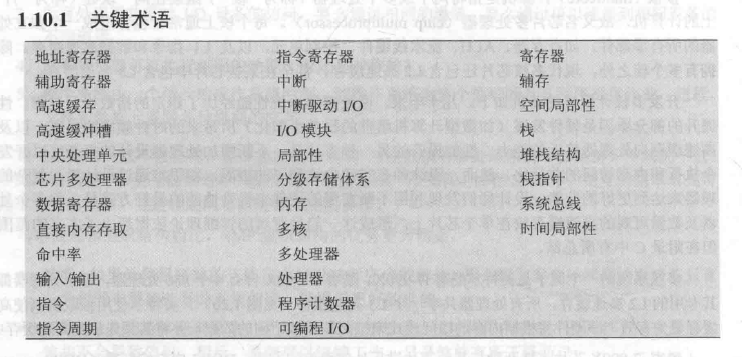 1.10.1 关键术语
地址寄存器 指令寄存器 寄存器
辅助寄存器 中断 辅存
高速缓存 中断驱动 I/O 空间局部性
高速缓冲槽 I/O 模块 栈
中央处理单元 局部性 堆栈结构
芯片多处理器 分级存储体系 栈指针
数据寄存器 内存 系统总线
直接内存存取 多核 时间局部性
命中率 多处理器
输入/输出 处理器
指令 程序计数器
指令周期 可编程 I/O